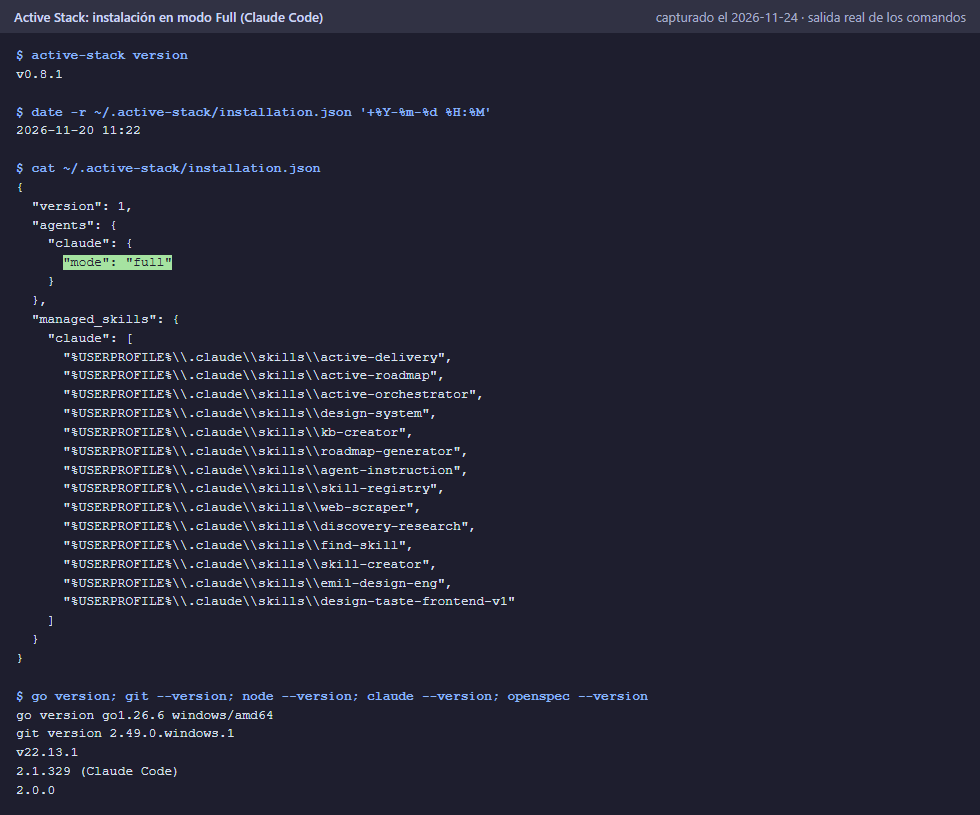 Active Stack: instalación en modo Full (Claude Code)
capturado el 2026-11-24 · salida real de los comandos
$ active-stack version
v0.8.1
$ date -r ~/.active-stack/installation.json '+%Y-%m-%d %H:%M'
2026-11-20 11:22
$ cat ~/.active-stack/installation.json
{
  "version": 1,
  "agents": {
    "claude": {
      "mode": "full"
    }
  },
  "managed_skills": {
    "claude": [
      "%USERPROFILE%\\.claude\\skills\\active-delivery",
      "%USERPROFILE%\\.claude\\skills\\active-roadmap",
      "%USERPROFILE%\\.claude\\skills\\active-orchestrator",
      "%USERPROFILE%\\.claude\\skills\\design-system",
      "%USERPROFILE%\\.claude\\skills\\kb-creator",
      "%USERPROFILE%\\.claude\\skills\\roadmap-generator",
      "%USERPROFILE%\\.claude\\skills\\agent-instruction",
      "%USERPROFILE%\\.claude\\skills\\skill-registry",
      "%USERPROFILE%\\.claude\\skills\\web-scraper",
      "%USERPROFILE%\\.claude\\skills\\discovery-research",
      "%USERPROFILE%\\.claude\\skills\\find-skill",
      "%USERPROFILE%\\.claude\\skills\\skill-creator",
      "%USERPROFILE%\\.claude\\skills\\emil-design-eng",
      "%USERPROFILE%\\.claude\\skills\\design-taste-frontend-v1"
    ]
  }
}
$ go version; git --version; node --version; claude --version; openspec --version
go version go1.26.6 windows/amd64
git version 2.49.0.windows.1
v22.13.1
2.1.329 (Claude Code)
2.0.0